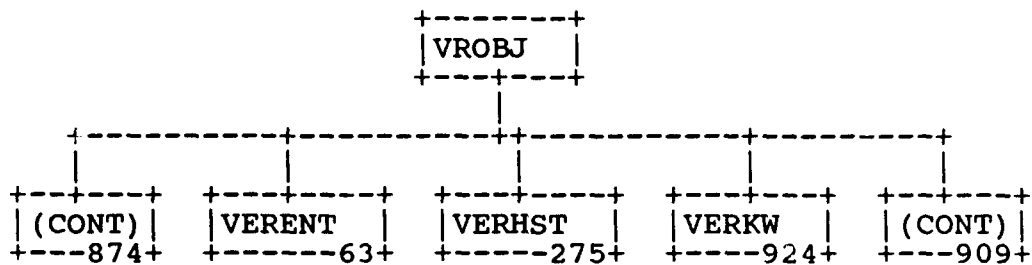 VROBJ
(CONT) VERENT VERHST VERKW (CONT)
874 63 275 924 909